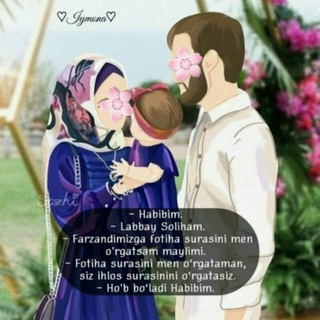 ♡Iymona♡
- Habibim.
- Labbay Soliham.
- Farzandimizga fotiha surasini men
o'rgatsam maylimi.
- Fotiha surasini men o'rgataman,
siz ihlos surasinini o'rgatasiz.
- Ho'b bo'ladi Habibim.